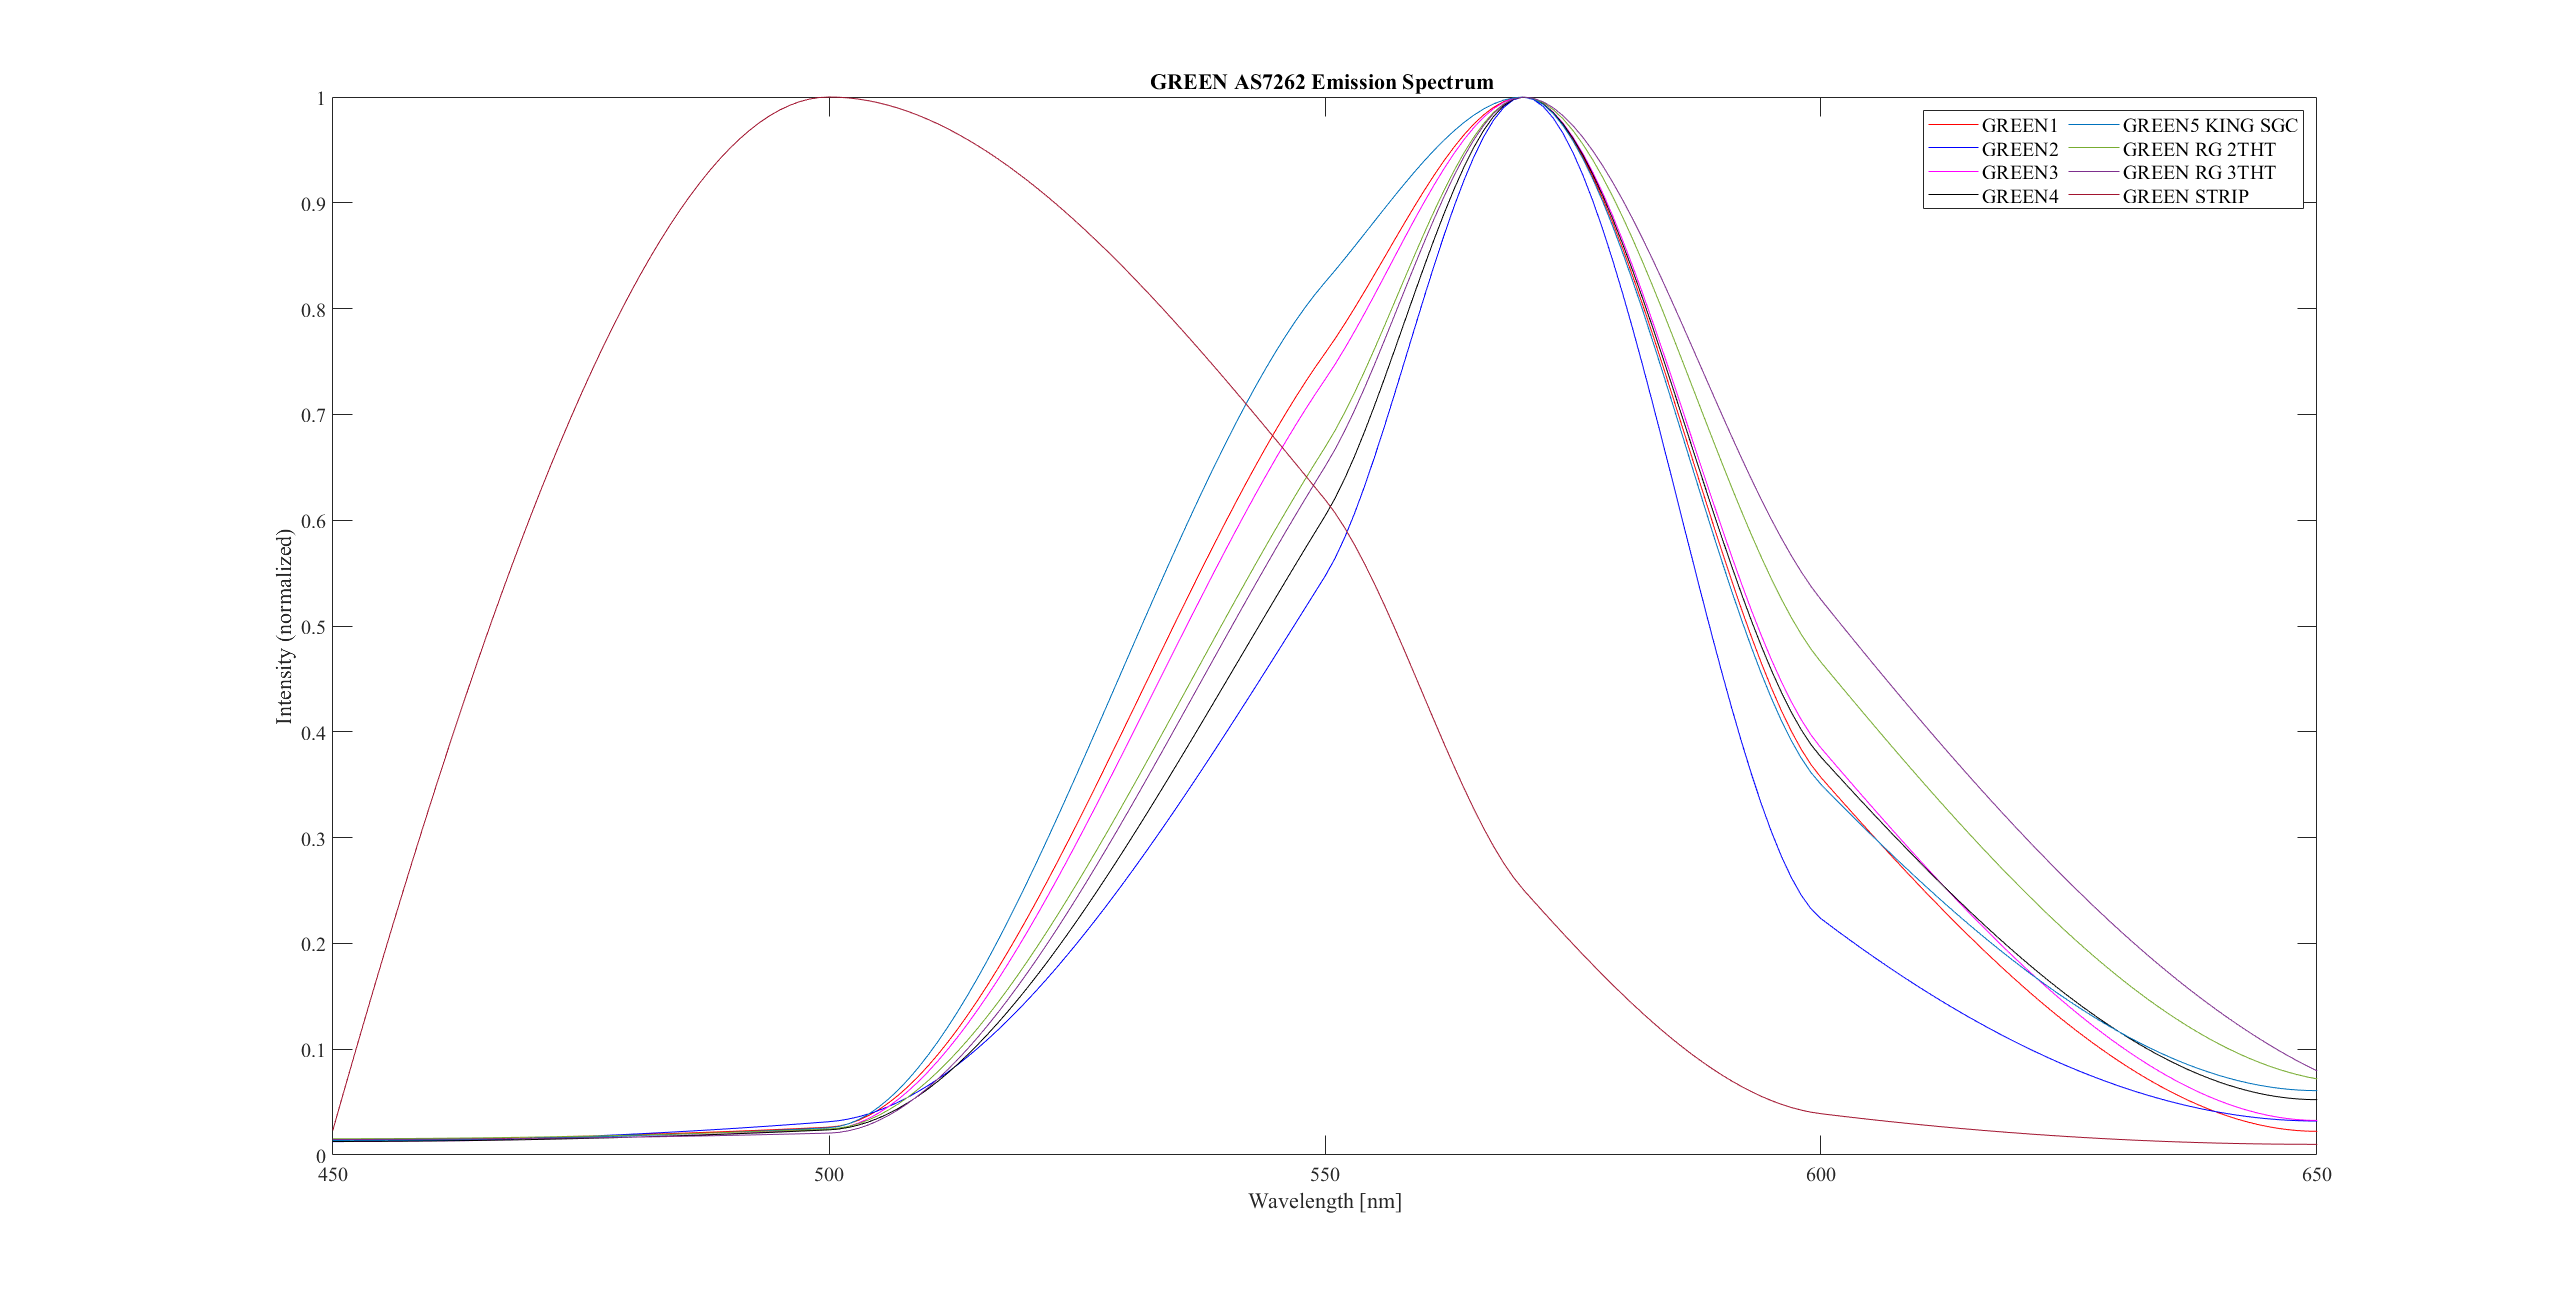 GREEN AS7262 Emission Spectrum
1
0.9
0.8
0.7
0.6
0.5
0.4
0.3
0.2
0.1
0
Intensity (normalized)
GREEN1 GREEN5 KING SGC
GREEN2 GREEN RG 2THT
GREEN3 GREEN RG 3THT
GREEN4 GREEN STRIP
450 500 550 600 650
Wavelength [nm]